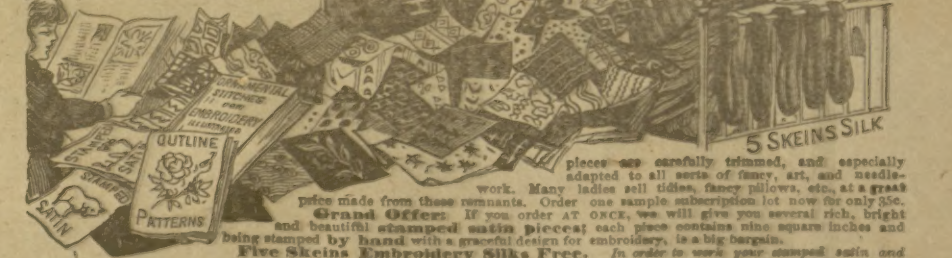 ORNAMENTAL
STITCHES
FOR
EMBROIDERY
ILLUSTRATED
OUTLINE
PATTERNS
STAMPED
SATIN
5 SKEINS SILK
pieces are carefully trimmed, and especially
adapted to all sorts of fancy, art, and needle-
work. Many ladies sell tidies, fancy pillows, etc., at a great
price made from these remnants. Order one sample subscription lot now for only 35c.
Grand Offer: If you order AT ONCE, we will give you several rich, bright
and beautiful stamped satin pieces; each piece contains nine square inches and
being stamped by hand with a graceful design for embroidery, is a big bargain.
Five Skeins Embroidery Silks Free. In order to work your stamped satin and